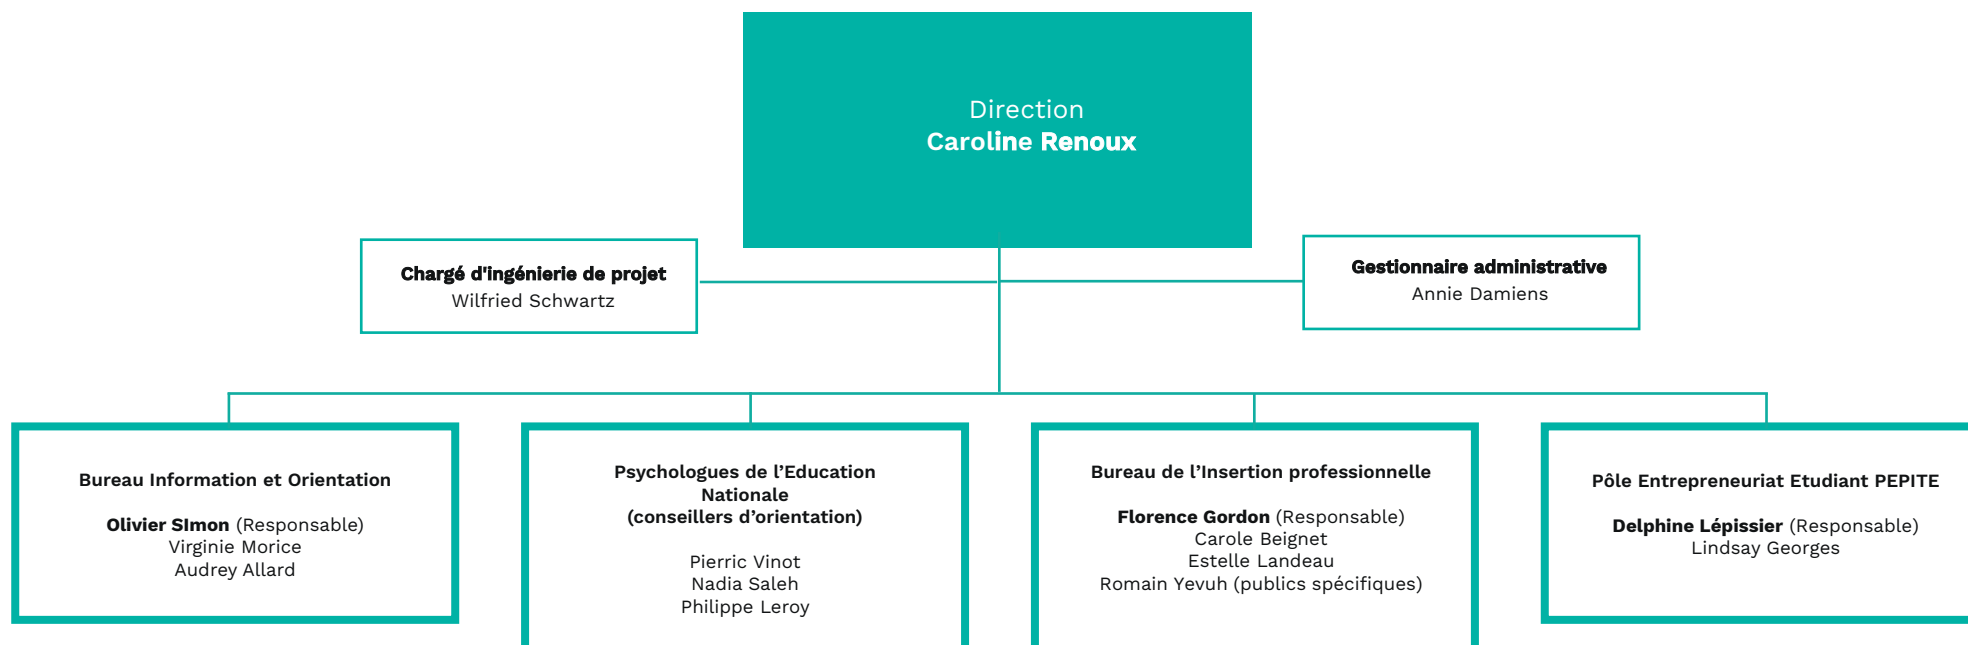 Direction
Caroline Renoux
Chargé d'ingénierie de projet
Wilfried Schwartz
Gestionnaire administrative
Annie Damiens
Bureau Information et Orientation
Olivier SImon (Responsable)
Virginie Morice
Audrey Allard
Psychologues de l’Education
Nationale
(conseillers d’orientation)
Pierric Vinot
Nadia Saleh
Philippe Leroy
Bureau de l’Insertion professionnelle
Florence Gordon (Responsable)
Carole Beignet
Estelle Landeau
Romain Yevuh (publics spécifiques)
Pôle Entrepreneuriat Etudiant PEPITE
Delphine Lépissier (Responsable)
Lindsay Georges